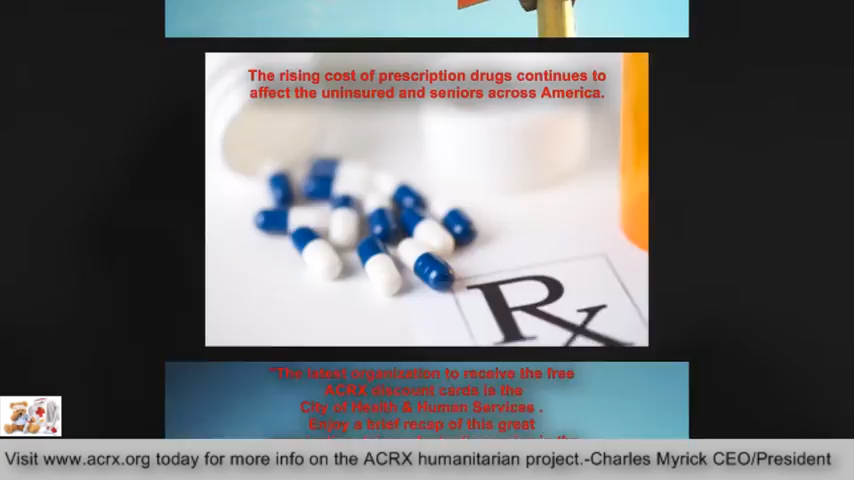 The rising cost of prescription drugs continues to
affect the uninsured and seniors across America.
Rx
"The latest organization to receive the free
ACRX discount cards is the
City of Health & Human Services .
Enjoy a brief recap of this great
Visit www.acrx.org today for more info on the ACRX humanitarian project.-Charles Myrick CEO/President